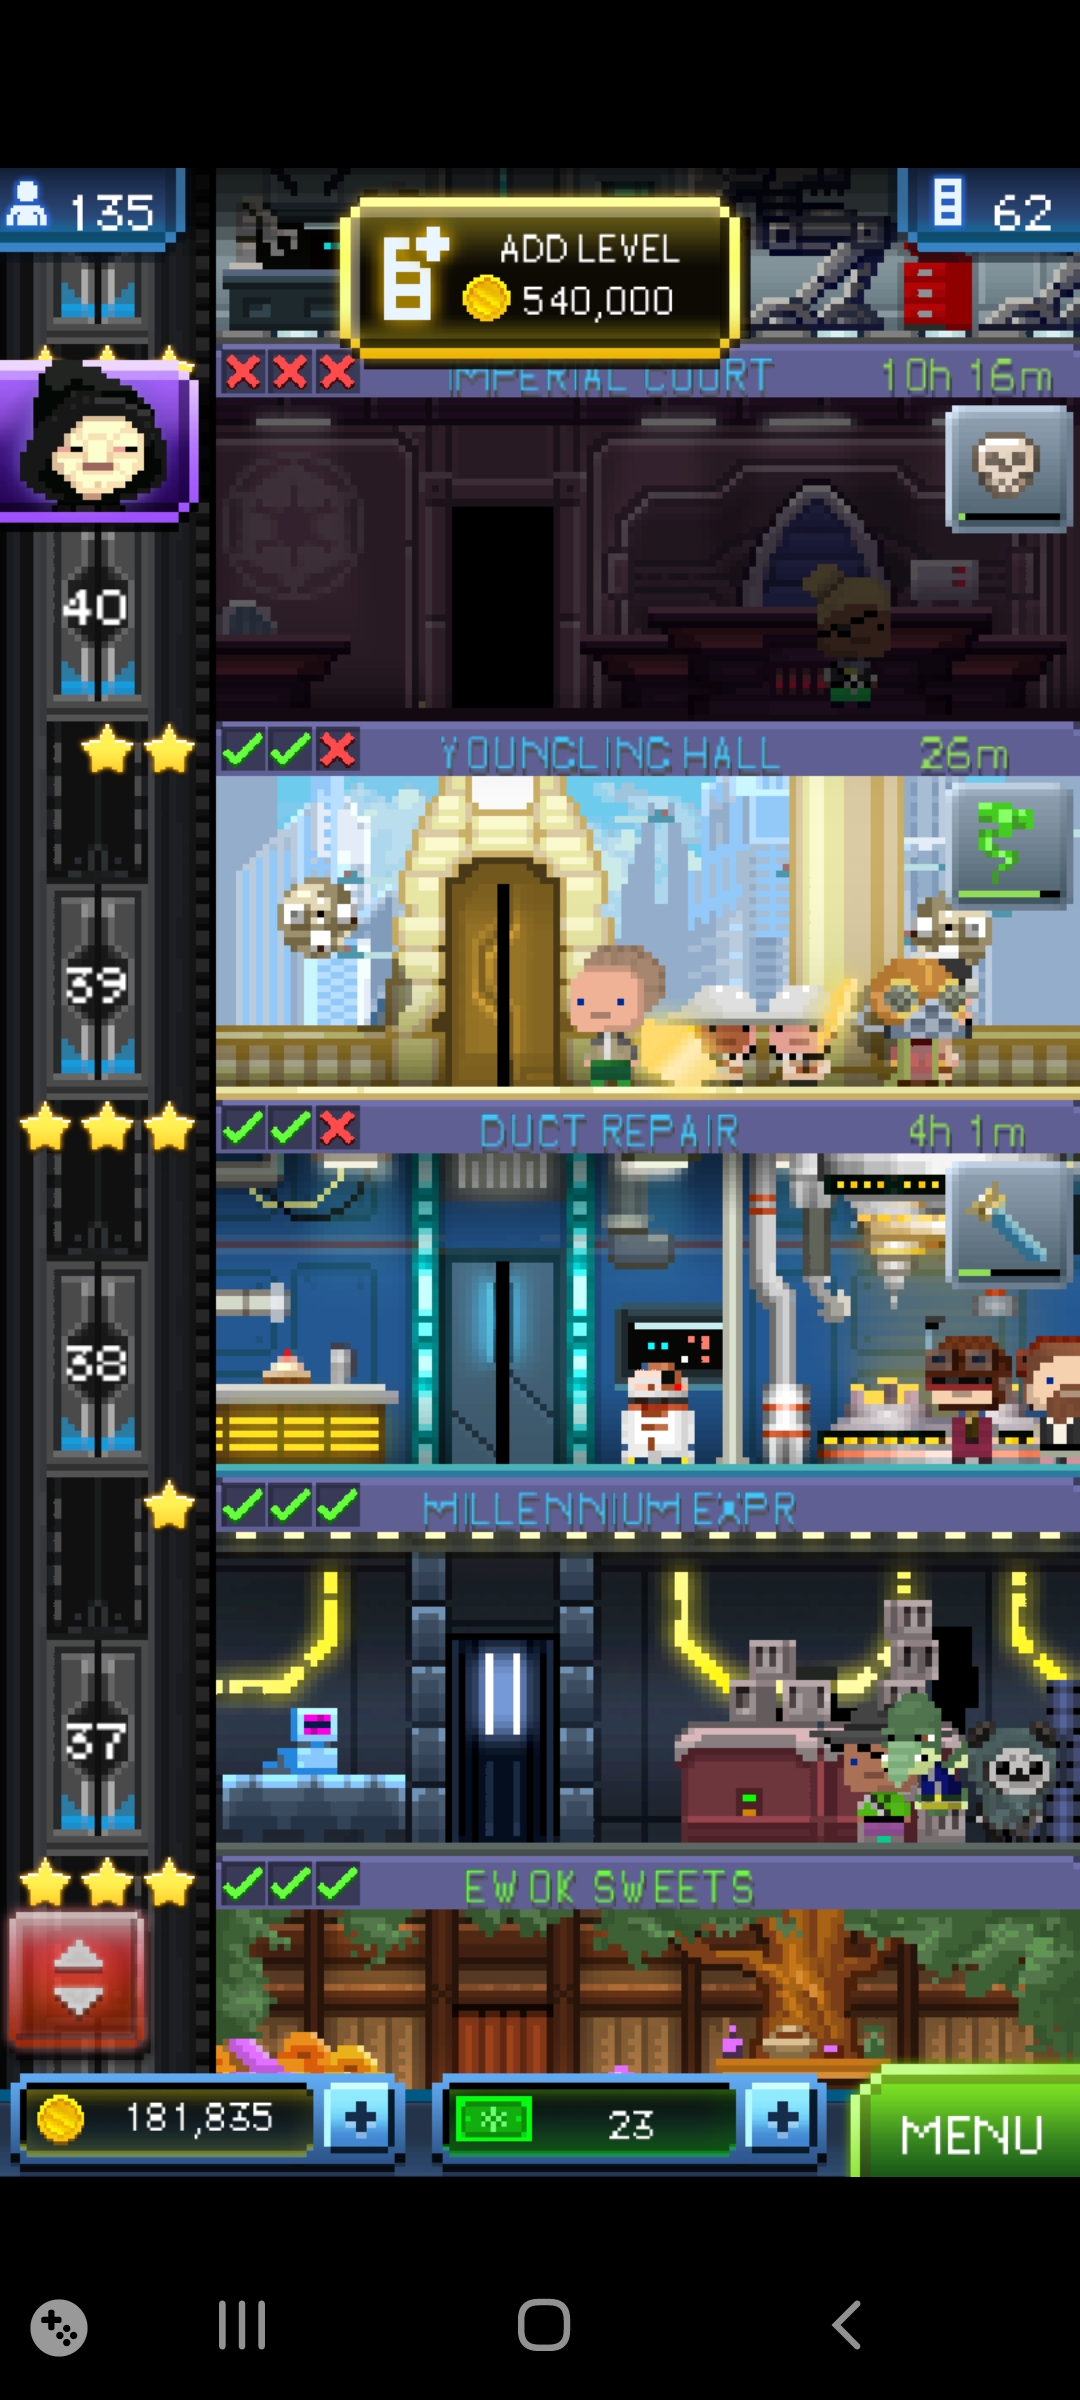 135
ADD LEVEL
540,000
62
IMPERIAL COURT
10h 16m
40
YOUNGLING HALL
26m
39
DUCT REPAIR
4h 1m
38
MILLENNIUM EXPR
37
EWOK SWEETS
181,835
23
MENU